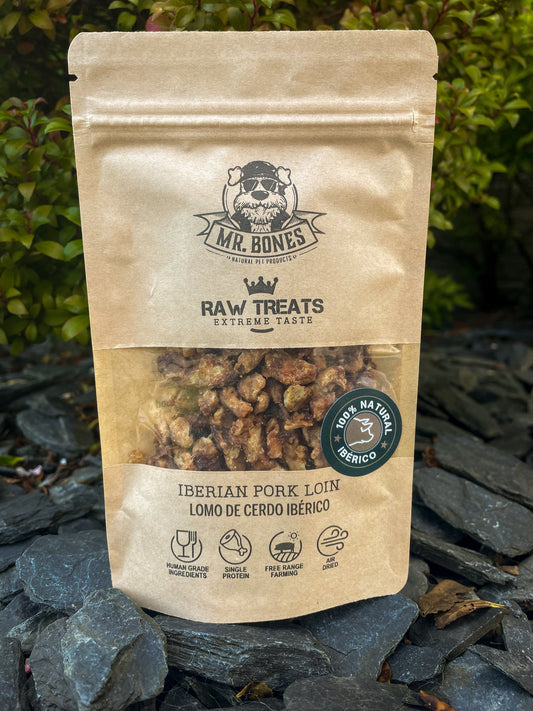 MR. BONES
NATURAL PET PRODUCTS
RAW TREATS
EXTREME TASTE
100% NATURAL
IBÉRICO
IBERIAN PORK LOIN
LOMO DE CERDO IBÉRICO
HUMAN GRADE
INGREDIENTS
SINGLE
PROTEIN
FREE RANGE
FARMING
AIR
DRIED